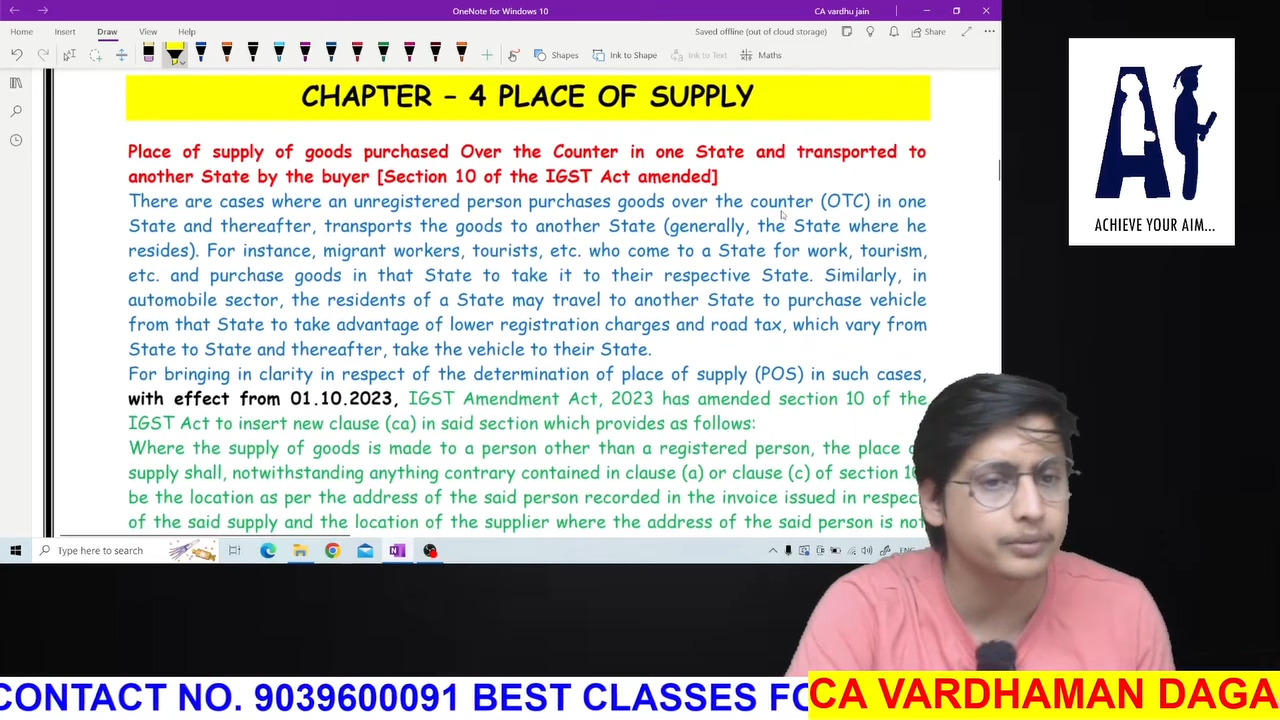 OneNote for Windows 10
CA vardhu jain
Home Insert Draw View Help
Saved offline (out of cloud storage)
Share
Shapes
Ink to Shape
Ink to Text
Maths
CHAPTER – 4 PLACE OF SUPPLY
Place of supply of goods purchased Over the Counter in one State and transported to
another State by the buyer [Section 10 of the IGST Act amended]
There are cases where an unregistered person purchases goods over the counter (OTC) in one
State and thereafter, transports the goods to another State (generally, the State where he
resides). For instance, migrant workers, tourists, etc. who come to a State for work, tourism,
etc. and purchase goods in that State to take it to their respective State. Similarly, in
automobile sector, the residents of a State may travel to another State to purchase vehicle
from that State to take advantage of lower registration charges and road tax, which vary from
State to State and thereafter, take the vehicle to their State.
For bringing in clarity in respect of the determination of place of supply (POS) in such cases,
with effect from 01.10.2023, IGST Amendment Act, 2023 has amended section 10 of the
IGST Act to insert new clause (ca) in said section which provides as follows:
Where the supply of goods is made to a person other than a registered person, the place
supply shall, notwithstanding anything contrary contained in clause (a) or clause (c) of section
be the location as per the address of the said person recorded in the invoice issued in
of the said supply and the location of the supplier where the address of the said person is not
Type here to search
ENG
ACHIEVE YOUR AIM...
CONTACT NO. 9039600091 BEST CLASSES
CA VARDHAMAN DAGA